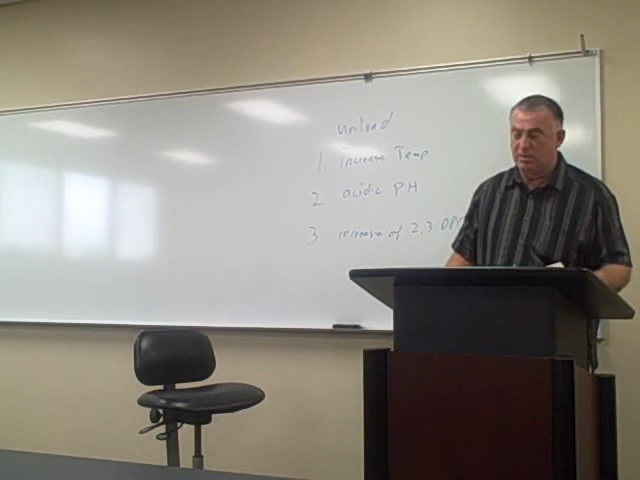 unload
1 increase Temp
2 acidic PH
3 increase of 2,3 DPG